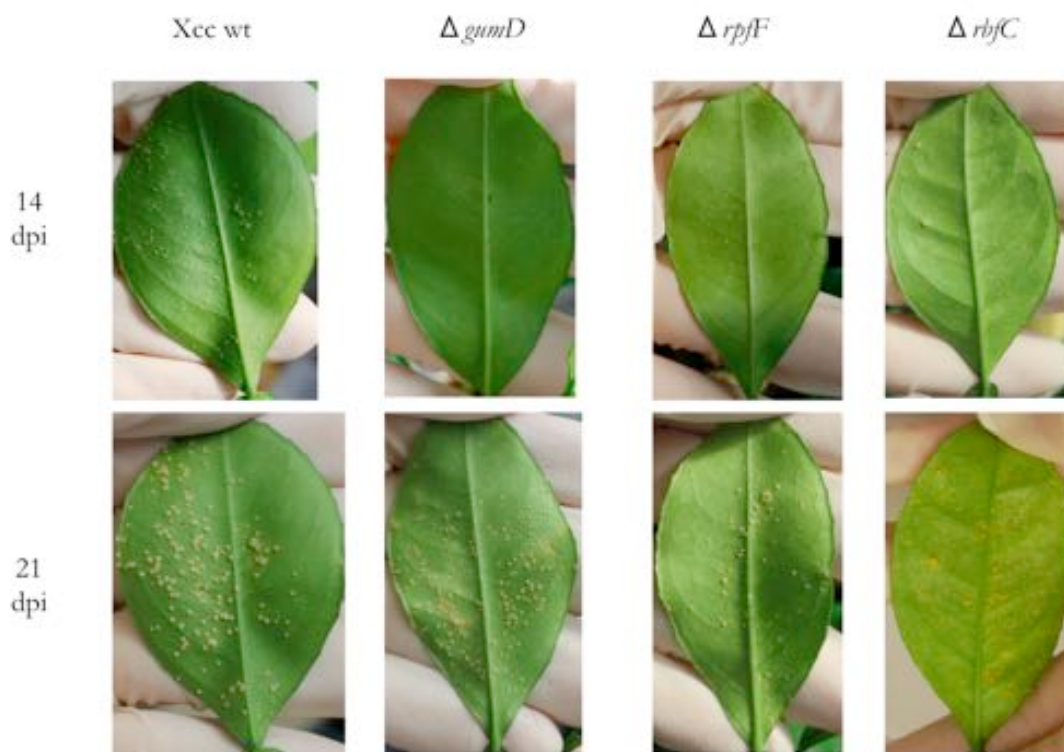 Xcc wt
Δ gumD
Δ rpfF
Δ rbfC
14
dpi
21
dpi